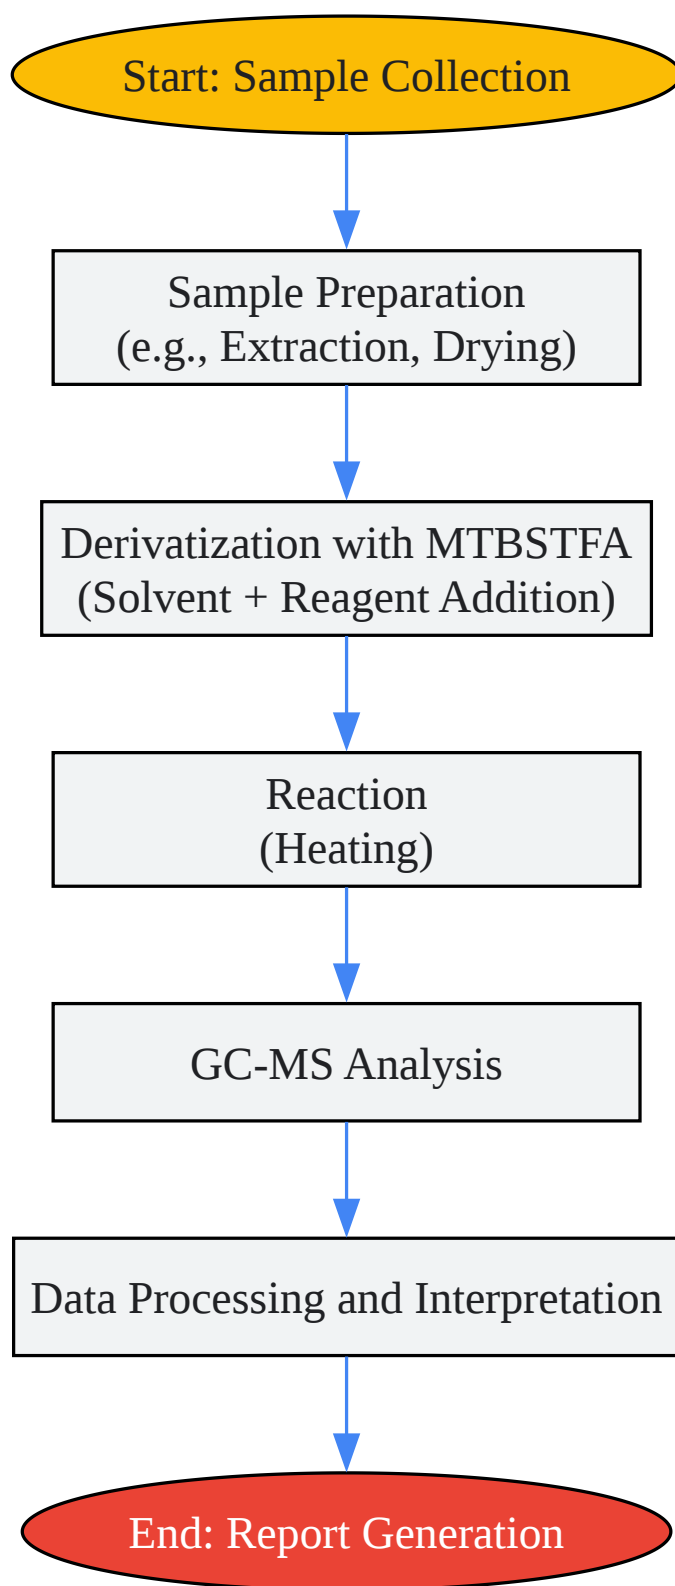 Start: Sample Collection
Sample Preparation
(e.g., Extraction, Drying)
Derivatization with MTBSTFA
(Solvent + Reagent Addition)
Reaction
(Heating)
GC-MS Analysis
Data Processing and Interpretation
End: Report Generation